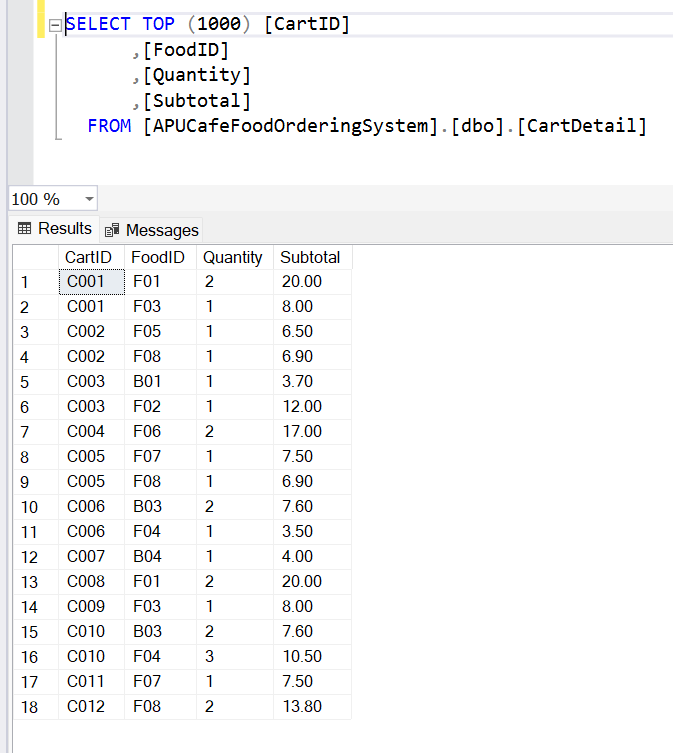 SELECT TOP (1000) [CartID]
,[FoodID]
,[Quantity]
,[Subtotal]
FROM [APUCafeFoodOrderingSystem].[dbo].[CartDetail]
100 %
Results Messages
CartID FoodID Quantity Subtotal
1 C001 F01 2 20.00
2 C001 F03 1 8.00
3 C002 F05 1 6.50
4 C002 F08 1 6.90
5 C003 B01 1 3.70
6 C003 F02 1 12.00
7 C004 F06 2 17.00
8 C005 F07 1 7.50
9 C005 F08 1 6.90
10 C006 B03 2 7.60
11 C006 F04 1 3.50
12 C007 B04 1 4.00
13 C008 F01 2 20.00
14 C009 F03 1 8.00
15 C010 B03 2 7.60
16 C010 F04 3 10.50
17 C011 F07 1 7.50
18 C012 F08 2 13.80